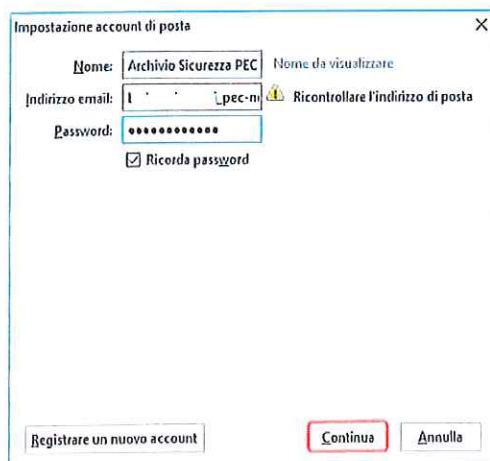 Impostazione account di posta
Nome: Archivio Sicurezza PEC Nome da visualizzare
Indirizzo email: Ricontrollare l'indirizzo di posta
Password: ••••••••••••
Ricorda password
Registrare un nuovo account Continua Annulla